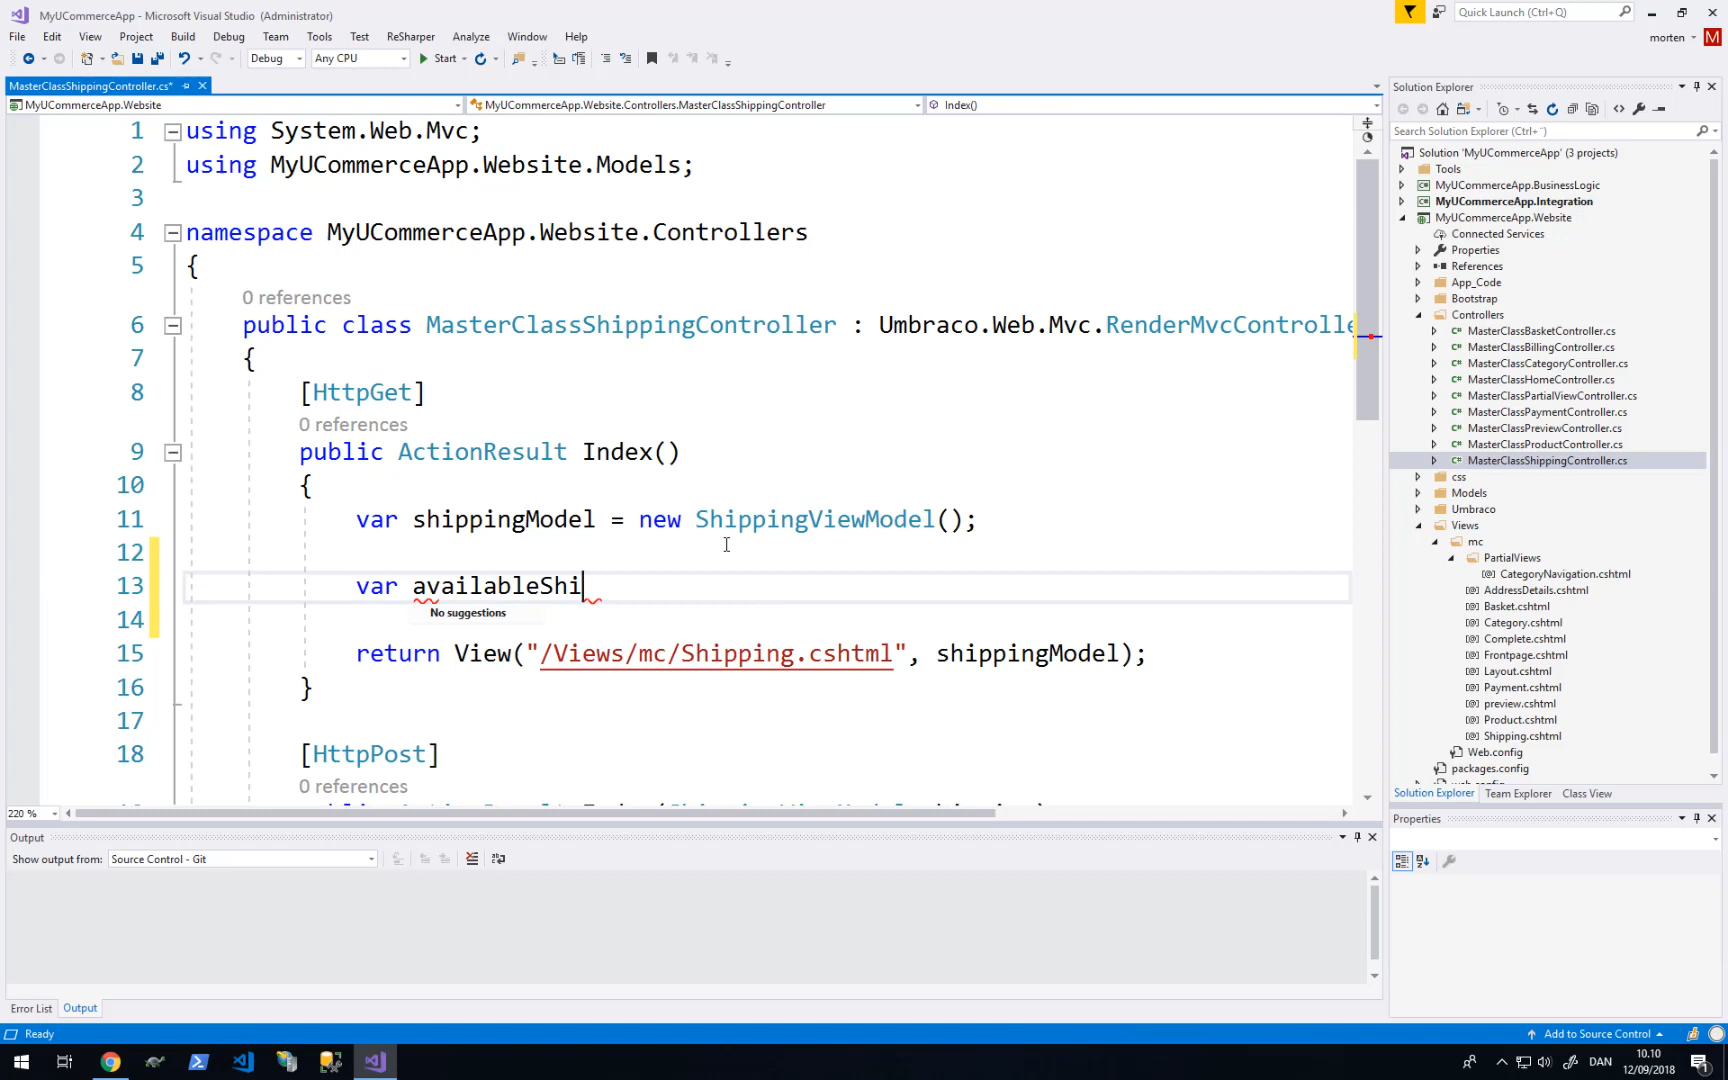 MyUCommerceApp - Microsoft Visual Studio (Administrator)
Quick Launch (Ctrl+Q)
File Edit View Project Build Debug Team Tools Test ReSharper Analyze Window Help
morten M
Debug Any CPU Start
MasterClassShippingController.cs*
MyUCommerceApp.Website MyUCommerceApp.Website.Controllers.MasterClassShippingController Index()
1 using System.Web.Mvc;
2 using MyUCommerceApp.Website.Models;
3
4 namespace MyUCommerceApp.Website.Controllers
5 {
0 references
6 public class MasterClassShippingController : Umbraco.Web.Mvc.RenderMvcControlle
7 {
8 [HttpGet]
0 references
9 public ActionResult Index()
10 {
11 var shippingModel = new ShippingViewModel();
12
13 var availableShi
No suggestions
14
15 return View("/Views/mc/Shipping.cshtml", shippingModel);
16 }
17
18 [HttpPost]
0 references
220 %
Output
Show output from: Source Control - Git
Error List Output
Ready
Add to Source Control
Solution Explorer
Search Solution Explorer (Ctrl+¨)
Solution 'MyUCommerceApp' (3 projects)
Tools
MyUCommerceApp.BusinessLogic
MyUCommerceApp.Integration
MyUCommerceApp.Website
Connected Services
Properties
References
App_Code
Bootstrap
Controllers
MasterClassBasketController.cs
MasterClassBillingController.cs
MasterClassCategoryController.cs
MasterClassHomeController.cs
MasterClassPartialViewController.cs
MasterClassPaymentController.cs
MasterClassPreviewController.cs
MasterClassProductController.cs
MasterClassShippingController.cs
css
Models
Umbraco
Views
mc
PartialViews
CategoryNavigation.cshtml
AddressDetails.cshtml
Basket.cshtml
Category.cshtml
Complete.cshtml
Frontpage.cshtml
Layout.cshtml
Payment.cshtml
preview.cshtml
Product.cshtml
Shipping.cshtml
Web.config
packages.config
Solution Explorer Team Explorer Class View
Properties
DAN
10.10
12/09/2018
1